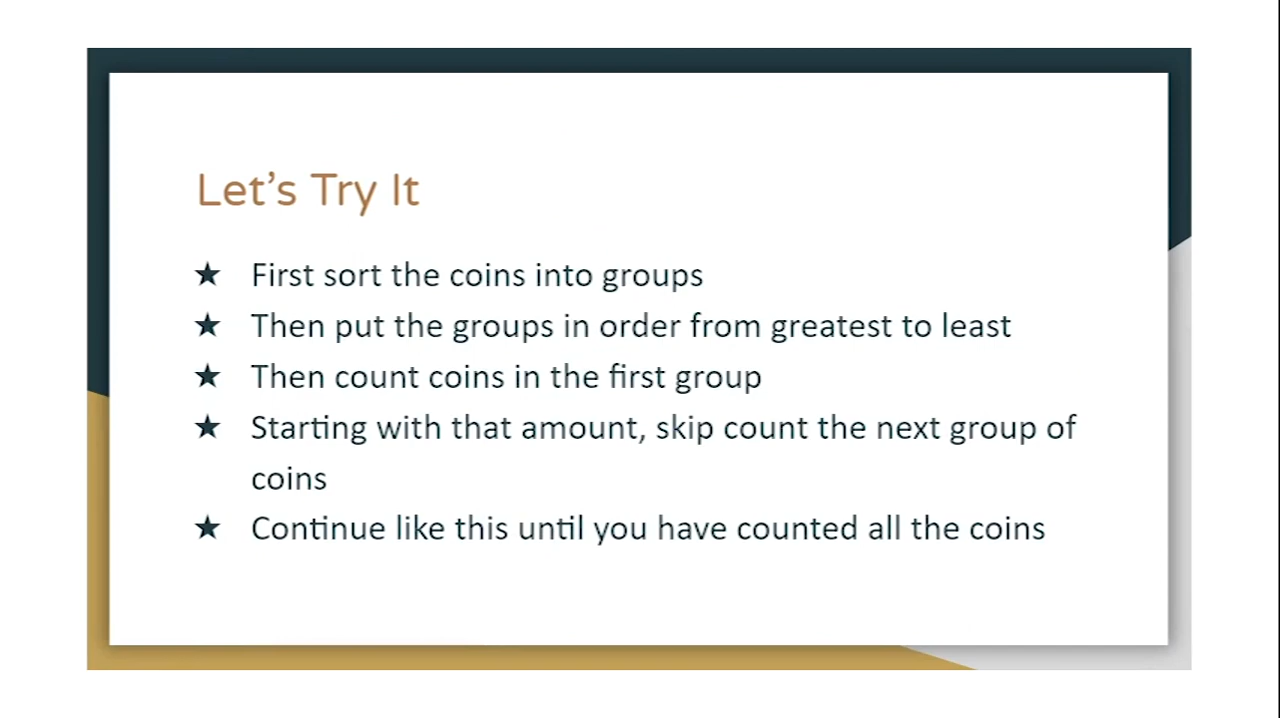 Let’s Try It
★ First sort the coins into groups
★ Then put the groups in order from greatest to least
★ Then count coins in the first group
★ Starting with that amount, skip count the next group of
coins
★ Continue like this until you have counted all the coins